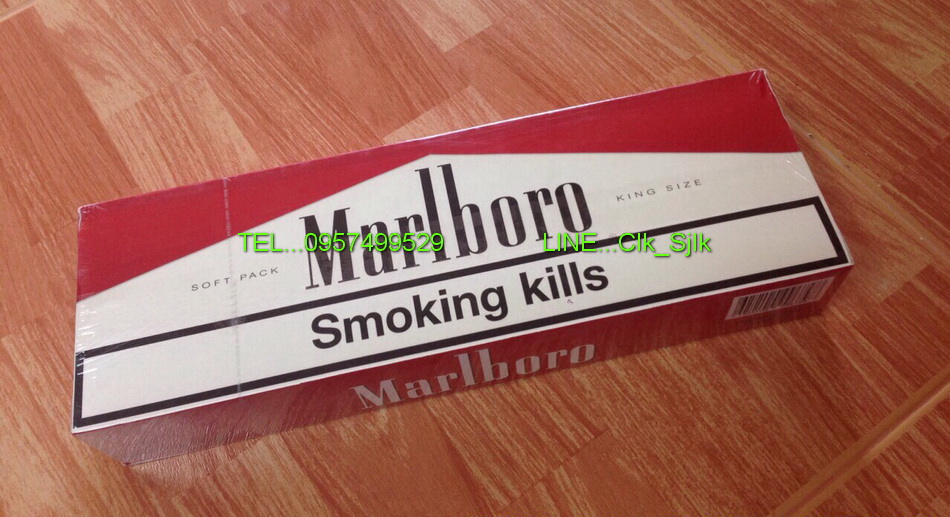 Marlboro
KING SIZE
SOFT PACK
TEL...0957499529 LINE...Clk_Sjlk
Smoking kills
Marlboro